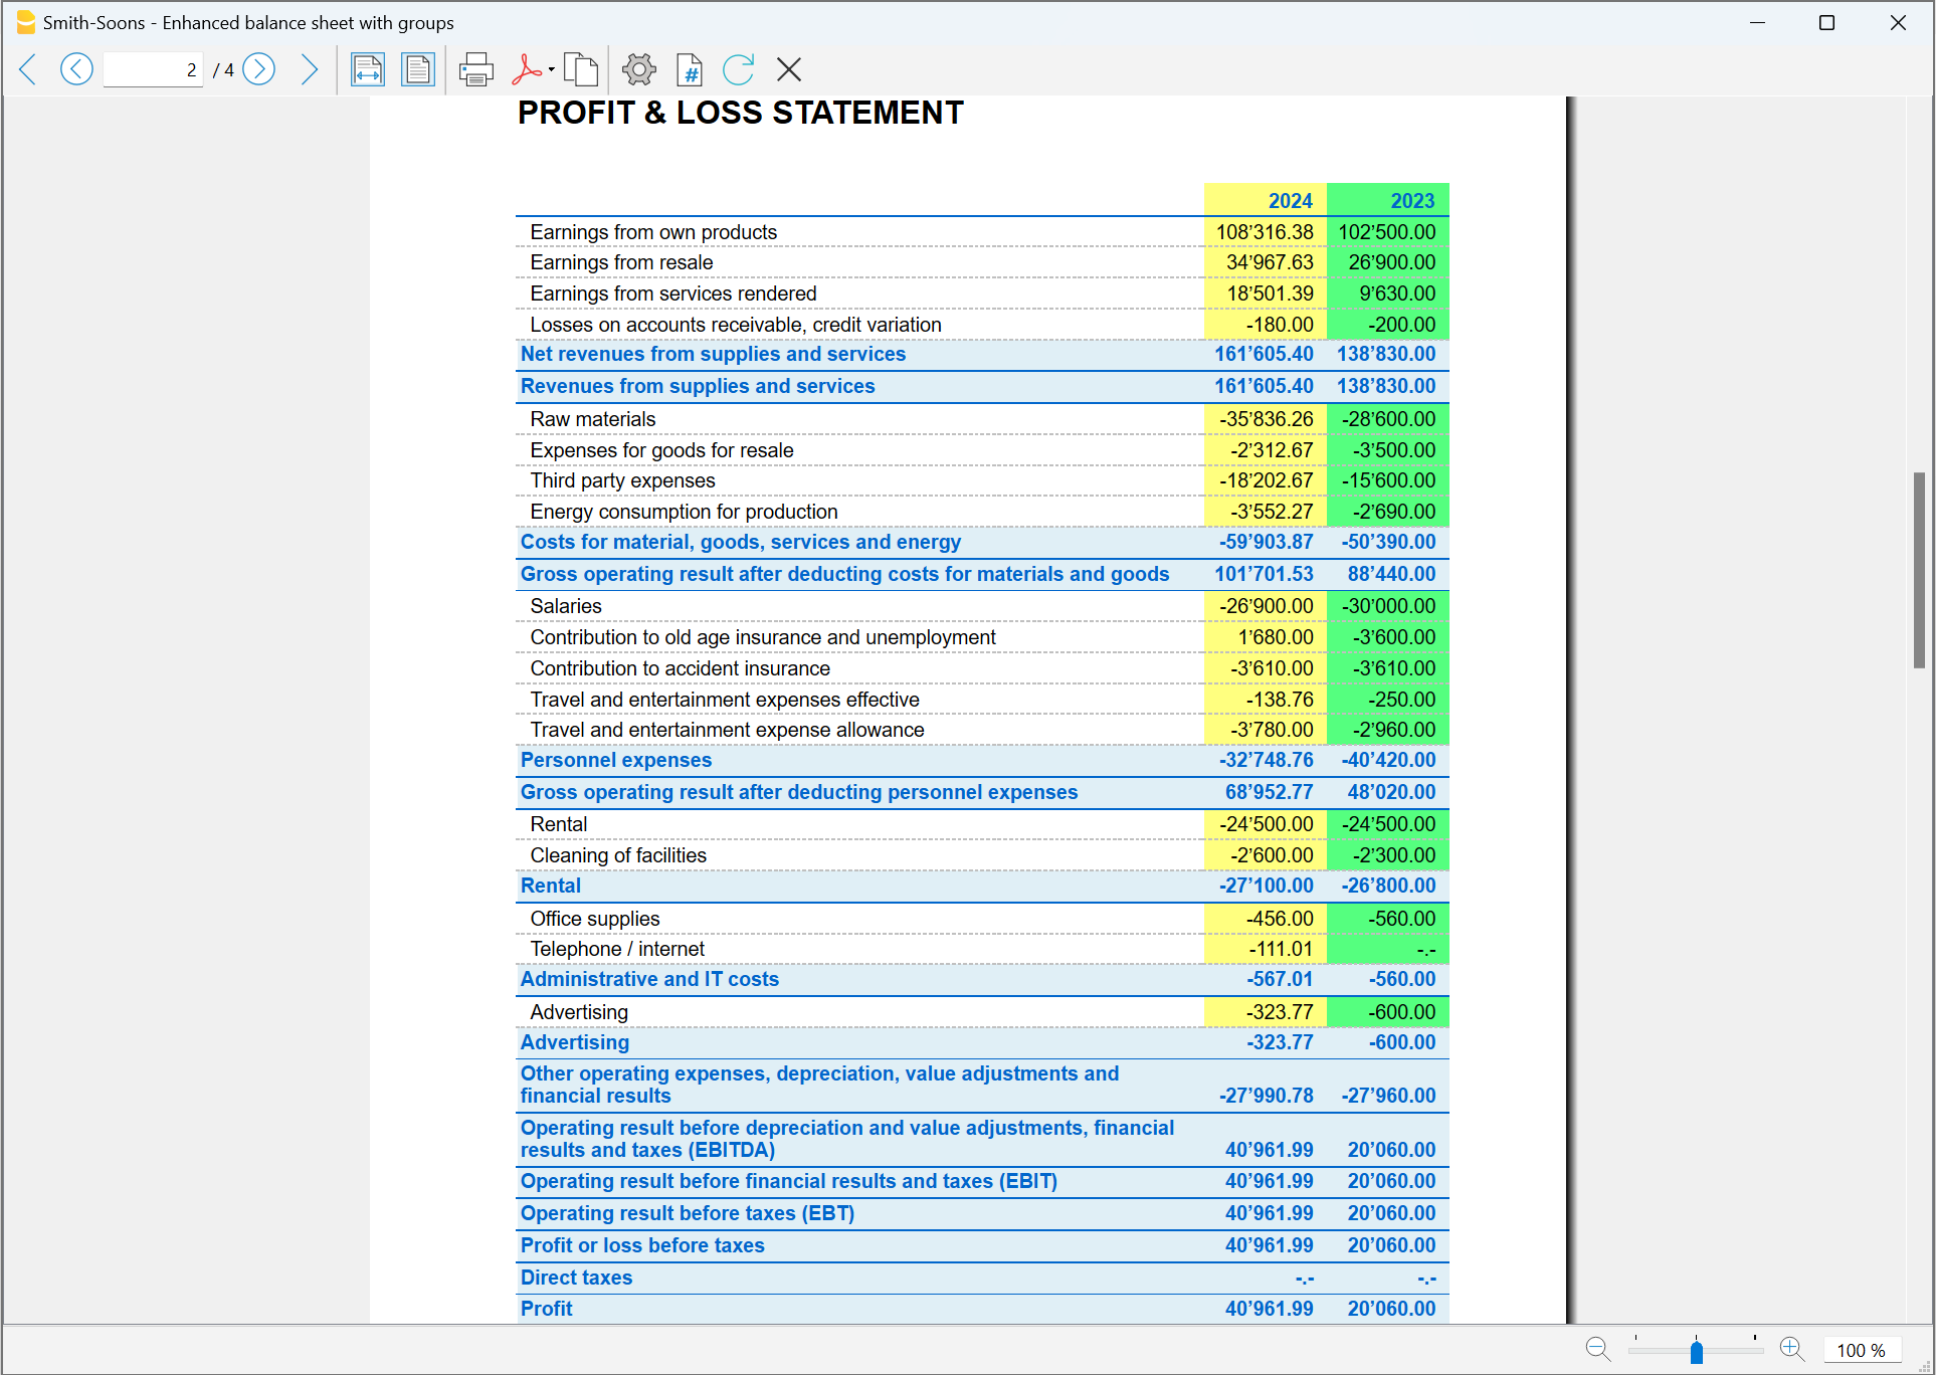 Smith-Soons - Enhanced balance sheet with groups
2 / 4
#
PROFIT & LOSS STATEMENT
2024 2023
Earnings from own products 108’316.38 102’500.00
Earnings from resale 34’967.63 26’900.00
Earnings from services rendered 18’501.39 9’630.00
Losses on accounts receivable, credit variation -180.00 -200.00
Net revenues from supplies and services 161’605.40 138’830.00
Revenues from supplies and services 161’605.40 138’830.00
Raw materials -35’836.26 -28’600.00
Expenses for goods for resale -2’312.67 -3’500.00
Third party expenses -18’202.67 -15’600.00
Energy consumption for production -3’552.27 -2’690.00
Costs for material, goods, services and energy -59’903.87 -50’390.00
Gross operating result after deducting costs for materials and goods 101’701.53 88’440.00
Salaries -26’900.00 -30’000.00
Contribution to old age insurance and unemployment 1’680.00 -3’600.00
Contribution to accident insurance -3’610.00 -3’610.00
Travel and entertainment expenses effective -138.76 -250.00
Travel and entertainment expense allowance -3’780.00 -2’960.00
Personnel expenses -32’748.76 -40’420.00
Gross operating result after deducting personnel expenses 68’952.77 48’020.00
Rental -24’500.00 -24’500.00
Cleaning of facilities -2’600.00 -2’300.00
Rental -27’100.00 -26’800.00
Office supplies -456.00 -560.00
Telephone / internet -111.01 -.-
Administrative and IT costs -567.01 -560.00
Advertising -323.77 -600.00
Advertising -323.77 -600.00
Other operating expenses, depreciation, value adjustments and
financial results -27’990.78 -27’960.00
Operating result before depreciation and value adjustments, financial
results and taxes (EBITDA) 40’961.99 20’060.00
Operating result before financial results and taxes (EBIT) 40’961.99 20’060.00
Operating result before taxes (EBT) 40’961.99 20’060.00
Profit or loss before taxes 40’961.99 20’060.00
Direct taxes -.- -.-
Profit 40’961.99 20’060.00
100 %